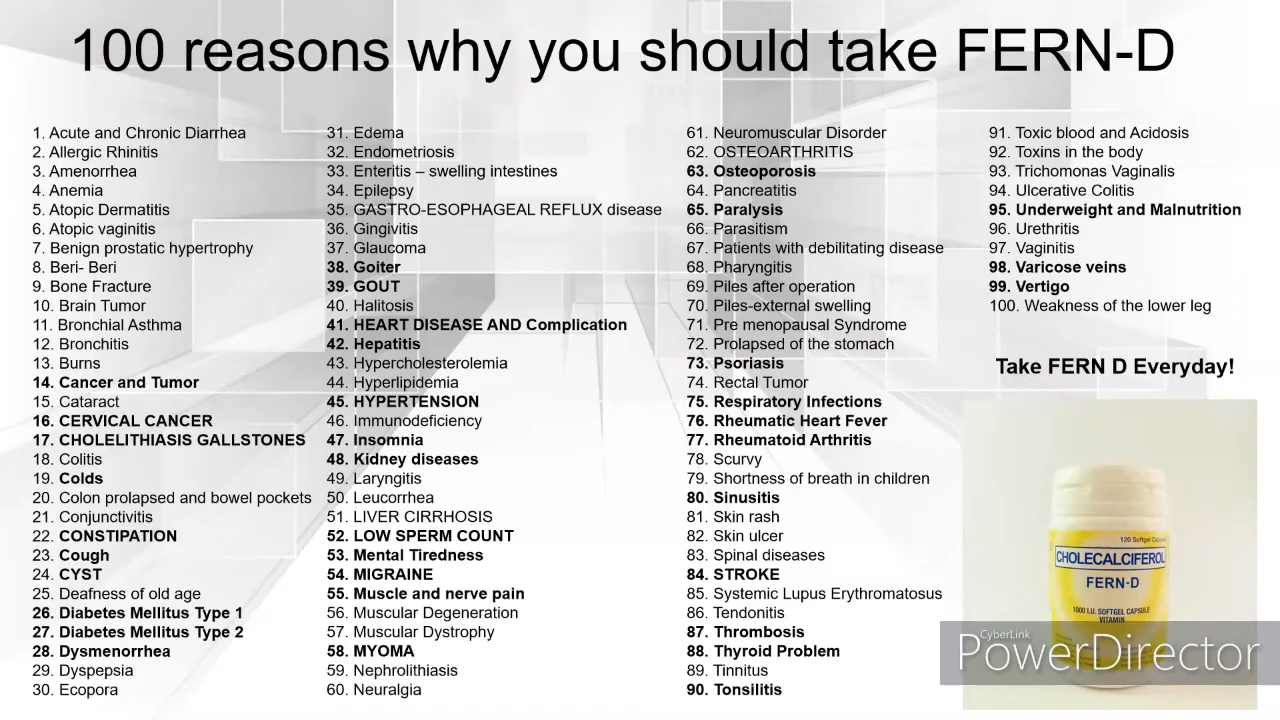 100 reasons why you should take FERN-D
1. Acute and Chronic Diarrhea
2. Allergic Rhinitis
3. Amenorrhea
4. Anemia
5. Atopic Dermatitis
6. Atopic vaginitis
7. Benign prostatic hypertrophy
8. Beri- Beri
9. Bone Fracture
10. Brain Tumor
11. Bronchial Asthma
12. Bronchitis
13. Burns
14. Cancer and Tumor
15. Cataract
16. CERVICAL CANCER
17. CHOLELITHIASIS GALLSTONES
18. Colitis
19. Colds
20. Colon prolapsed and bowel pockets
21. Conjunctivitis
22. CONSTIPATION
23. Cough
24. CYST
25. Deafness of old age
26. Diabetes Mellitus Type 1
27. Diabetes Mellitus Type 2
28. Dysmenorrhea
29. Dyspepsia
30. Ecopora
31. Edema
32. Endometriosis
33. Enteritis – swelling intestines
34. Epilepsy
35. GASTRO-ESOPHAGEAL REFLUX disease
36. Gingivitis
37. Glaucoma
38. Goiter
39. GOUT
40. Halitosis
41. HEART DISEASE AND Complication
42. Hepatitis
43. Hypercholesterolemia
44. Hyperlipidemia
45. HYPERTENSION
46. Immunodeficiency
47. Insomnia
48. Kidney diseases
49. Laryngitis
50. Leucorrhea
51. LIVER CIRRHOSIS
52. LOW SPERM COUNT
53. Mental Tiredness
54. MIGRAINE
55. Muscle and nerve pain
56. Muscular Degeneration
57. Muscular Dystrophy
58. MYOMA
59. Nephrolithiasis
60. Neuralgia
61. Neuromuscular Disorder
62. OSTEOARTHRITIS
63. Osteoporosis
64. Pancreatitis
65. Paralysis
66. Parasitism
67. Patients with debilitating disease
68. Pharyngitis
69. Piles after operation
70. Piles-external swelling
71. Pre menopausal Syndrome
72. Prolapsed of the stomach
73. Psoriasis
74. Rectal Tumor
75. Respiratory Infections
76. Rheumatic Heart Fever
77. Rheumatoid Arthritis
78. Scurvy
79. Shortness of breath in children
80. Sinusitis
81. Skin rash
82. Skin ulcer
83. Spinal diseases
84. STROKE
85. Systemic Lupus Erythromatosus
86. Tendonitis
87. Thrombosis
88. Thyroid Problem
89. Tinnitus
90. Tonsilitis
91. Toxic blood and Acidosis
92. Toxins in the body
93. Trichomonas Vaginalis
94. Ulcerative Colitis
95. Underweight and Malnutrition
96. Urethritis
97. Vaginitis
98. Varicose veins
99. Vertigo
100. Weakness of the lower leg
Take FERN D Everyday!
120 Softgel
CHOLECALCIFEROL
FERN-D
1000 I.U. SOFTGEL CAPSULE
VITAMIN
CyberLink
PowerDirector